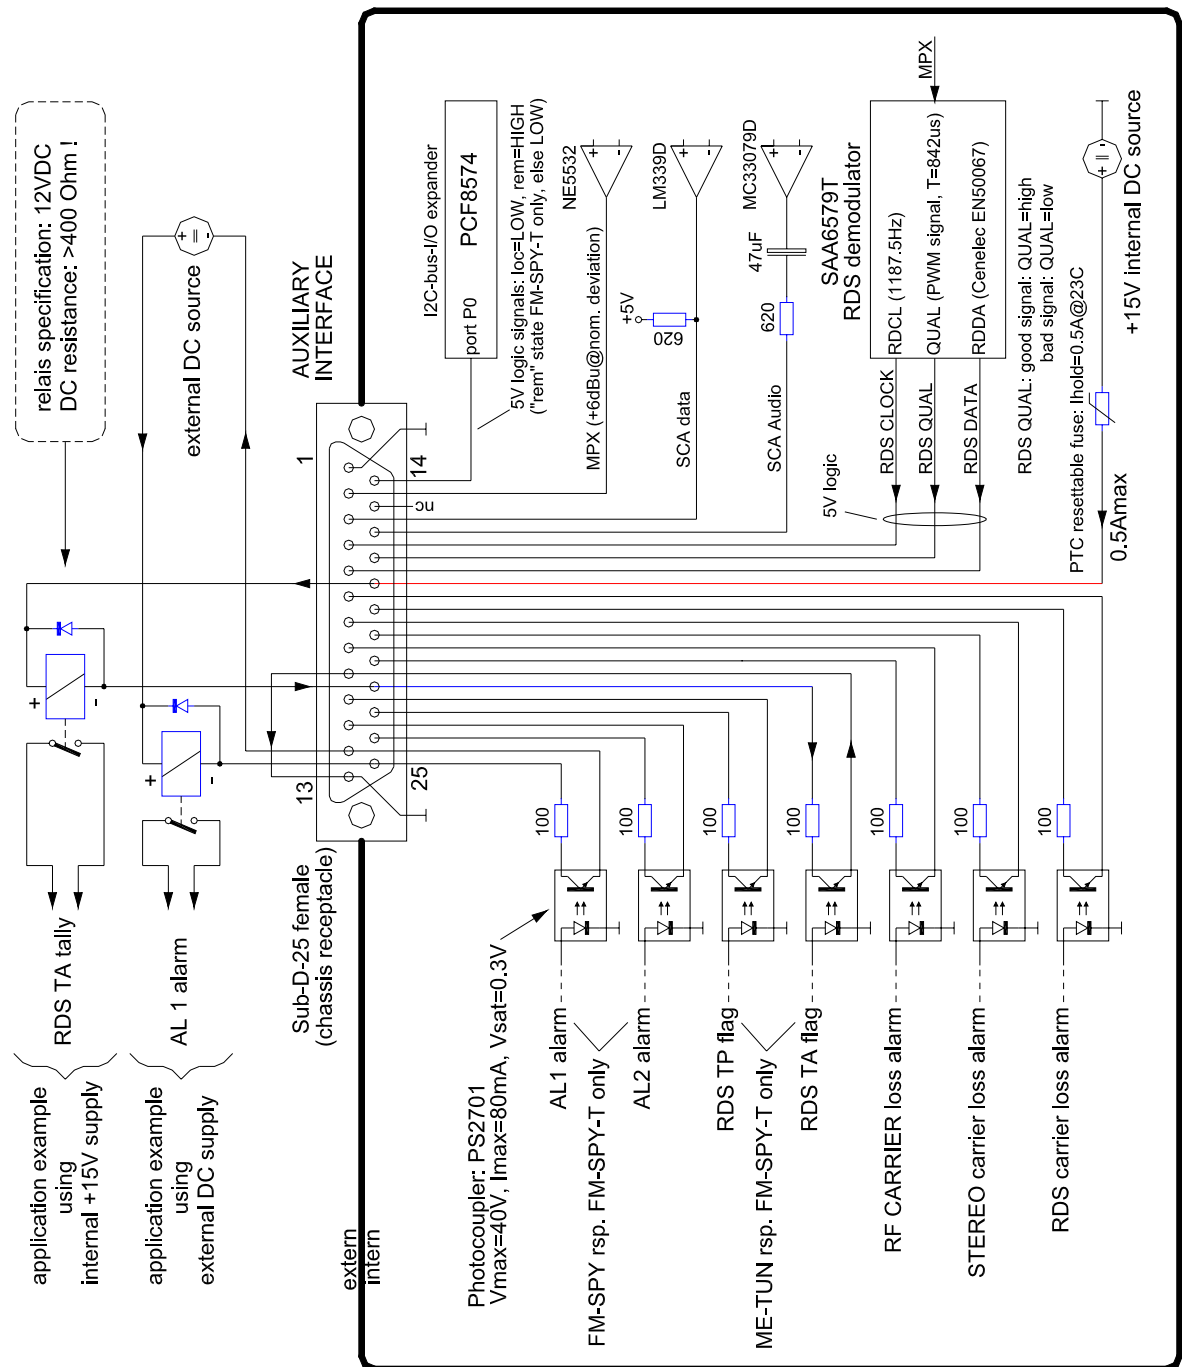 relais specification: 12VDC
DC resistance: >400 Ohm !
external DC source
+
=
-
AUXILIARY
INTERFACE
I2C-bus-I/O expander
PCF8574
port P0
5V logic signals: loc=LOW, rem=HIGH
("rem" state FM-SPY-T only, else LOW)
NE5532
+
-
MPX (+6dBu@nom. deviation)
LM339D
+
-
+5V
620
SCA data
MC33079D
+
-
47uF
620
SCA Audio
MPX
SAA6579T
RDS demodulator
RDCL (1187.5Hz)
QUAL (PWM signal, T=842us)
RDDA (Cenelec EN50067)
RDS CLOCK
RDS QUAL
RDS DATA
5V logic
RDS QUAL: good signal: QUAL=high
bad signal: QUAL=low
+
=
-
+15V internal DC source
PTC resettable fuse: Ihold=0.5A@23C
0.5Amax
1
14
nc
13
25
+
-
+
-
Sub-D-25 female
(chassis receptacle)
RDS TA tally
AL 1 alarm
application example
using
internal +15V supply
application example
using
external DC supply
extern
intern
100
100
100
100
100
100
100
Photocoupler: PS2701
Vmax=40V, Imax=80mA, Vsat=0.3V
AL1 alarm
FM-SPY rsp. FM-SPY-T only
AL2 alarm
RDS TP flag
ME-TUN rsp. FM-SPY-T only
RDS TA flag
RF CARRIER loss alarm
STEREO carrier loss alarm
RDS carrier loss alarm